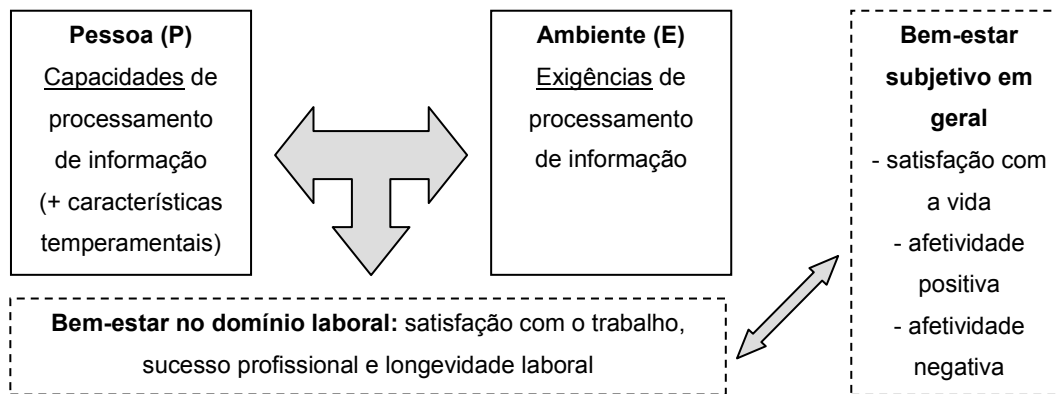 Pessoa (P)
Capacidades de
processamento
de informação
(+ características
temperamentais)
Ambiente (E)
Exigências de
processamento
de informação
Bem-estar no domínio laboral: satisfação com o trabalho,
sucesso profissional e longevidade laboral
Bem-estar
subjetivo em
geral
- satisfação com
a vida
- afetividade
positiva
- afetividade
negativa